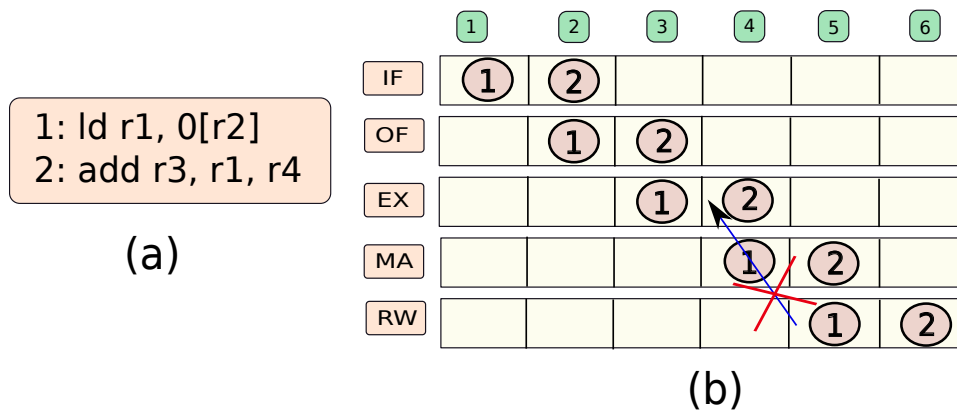 1 2 3 4 5 6
IF 1 2
1: ld r1, 0[r2]
2: add r3, r1, r4
OF 1 2
EX 1 2
(a)
MA 1 2
RW 1 2
(b)